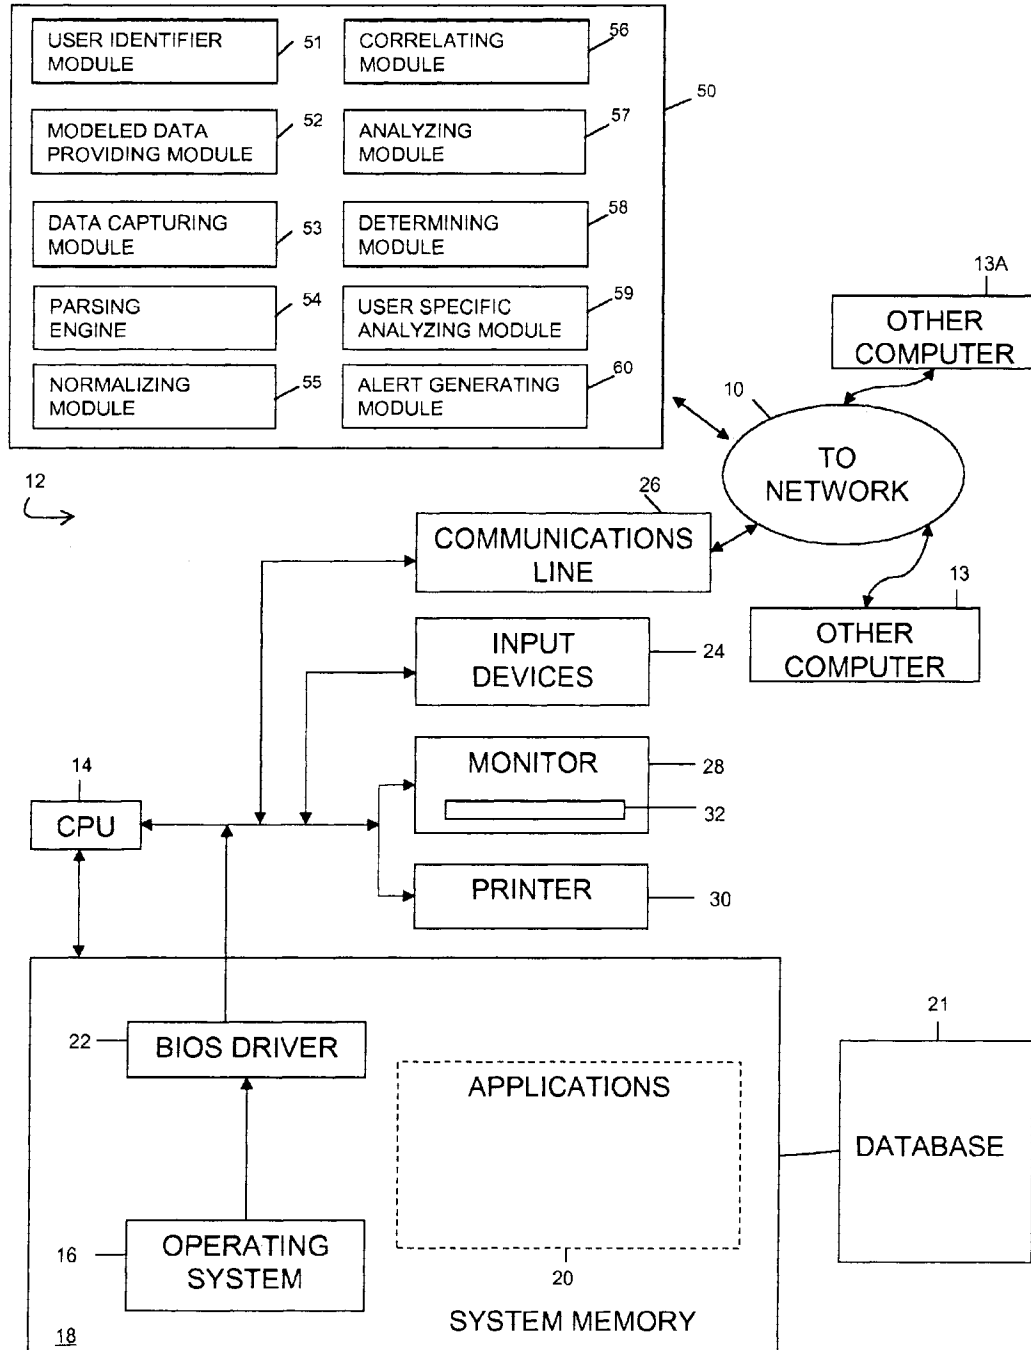 USER IDENTIFIER
MODULE
51
CORRELATING
MODULE
56
50
MODELED DATA
PROVIDING MODULE
52
ANALYZING
MODULE
57
DATA CAPTURING
MODULE
53
DETERMINING
MODULE
58
PARSING
ENGINE
54
USER SPECIFIC
ANALYZING MODULE
59
NORMALIZING
MODULE
55
ALERT GENERATING
MODULE
60
13A
OTHER
COMPUTER
10
TO
NETWORK
12
26
COMMUNICATIONS
LINE
13
OTHER
COMPUTER
INPUT
DEVICES
24
14
CPU
MONITOR
28
32
PRINTER
30
22
BIOS DRIVER
APPLICATIONS
21
DATABASE
16
OPERATING
SYSTEM
20
SYSTEM MEMORY
18